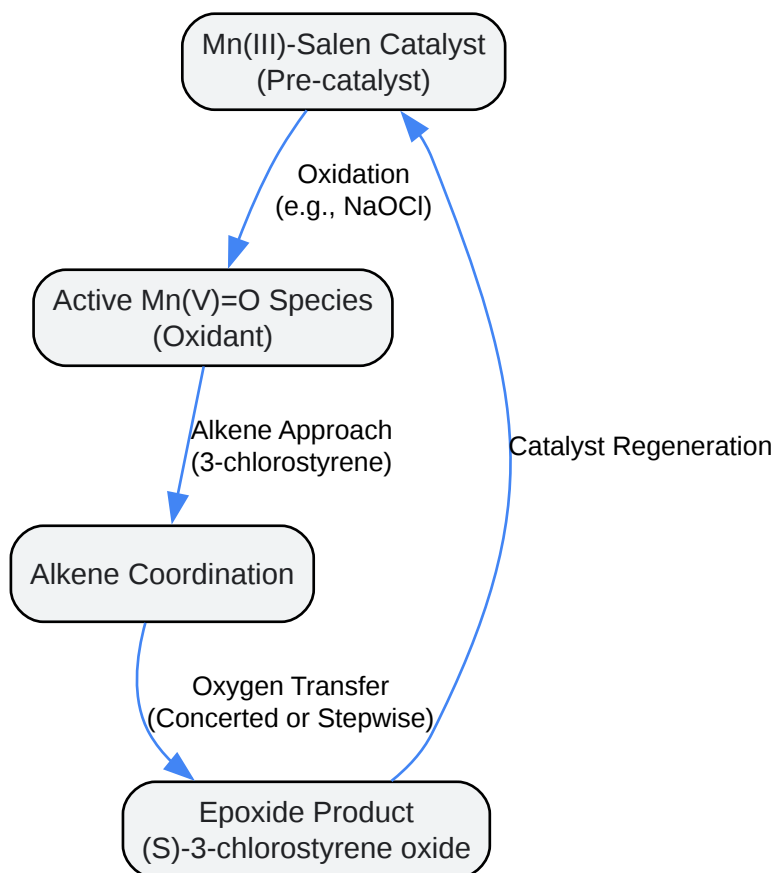 Mn(III)-Salen Catalyst
(Pre-catalyst)
Oxidation
(e.g., NaOCl)
Active Mn(V)=O Species
(Oxidant)
Alkene Approach
(3-chlorostyrene)
Catalyst Regeneration
Alkene Coordination
Oxygen Transfer
(Concerted or Stepwise)
Epoxide Product
(S)-3-chlorostyrene oxide